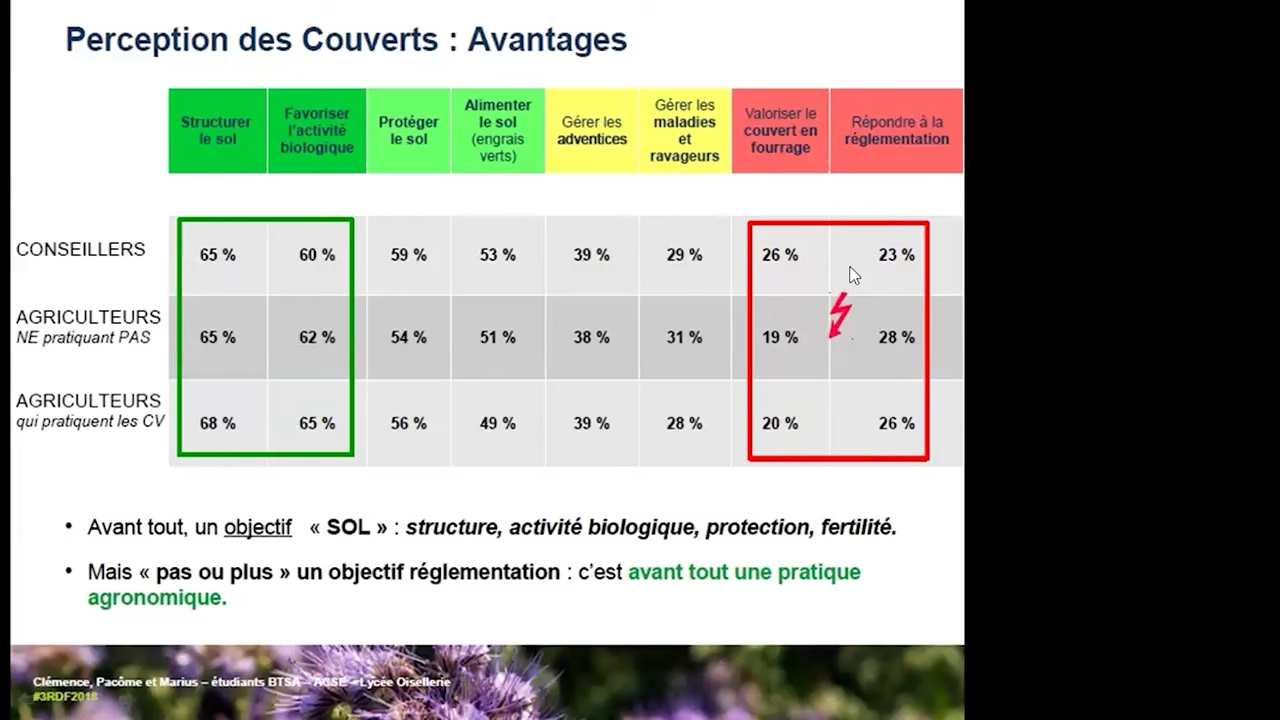 Perception des Couverts : Avantages
Structurer le sol
Favoriser l'activité biologique
Protéger le sol
Alimenter le sol (engrais verts)
Gérer les adventices
Gérer les maladies et ravageurs
Valoriser le couvert en fourrage
Répondre à la réglementation
CONSEILLERS 65 % 60 % 59 % 53 % 39 % 29 % 26 % 23 %
AGRICULTEURS
NE pratiquant PAS 65 % 62 % 54 % 51 % 38 % 31 % 19 % 28 %
AGRICULTEURS
qui pratiquent les CV 68 % 65 % 56 % 49 % 39 % 28 % 20 % 26 %
• Avant tout, un objectif « SOL » : structure, activité biologique, protection, fertilité.
• Mais « pas ou plus » un objectif réglementation : c'est avant tout une pratique
agronomique.
Clémence, Pacôme et Marius – étudiants BTSA – ACSE – Lycée Oisellerie
#3RDF2018